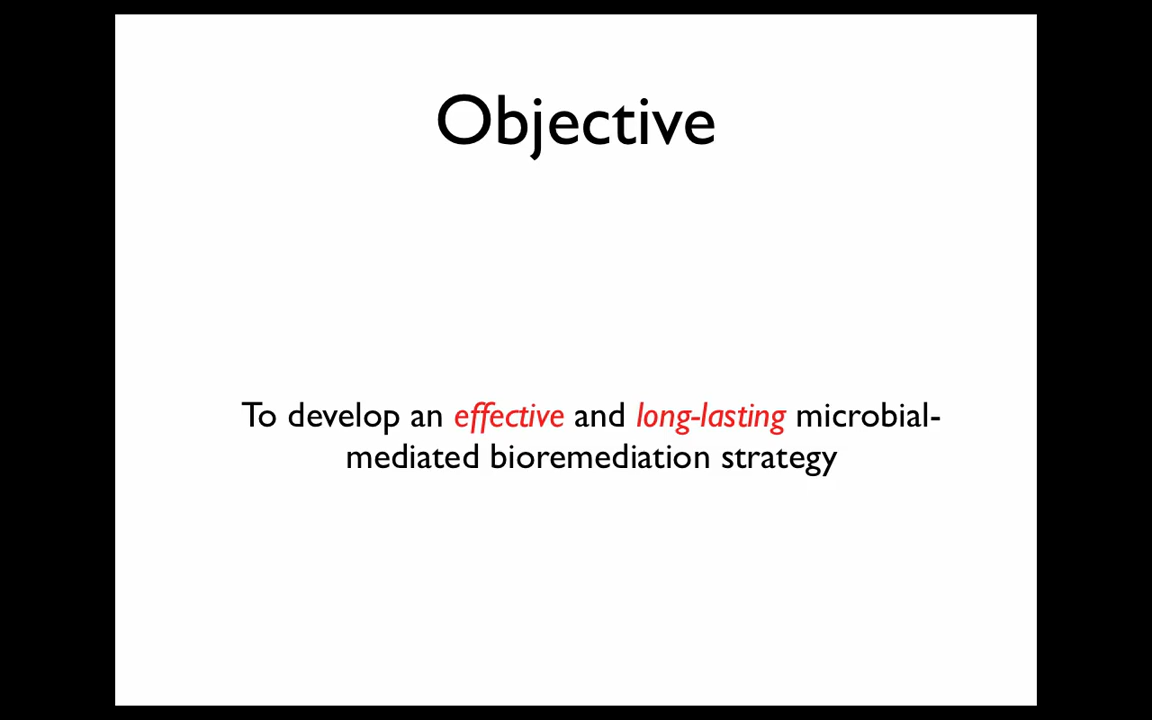 Objective
To develop an effective and long-lasting microbial-
mediated bioremediation strategy